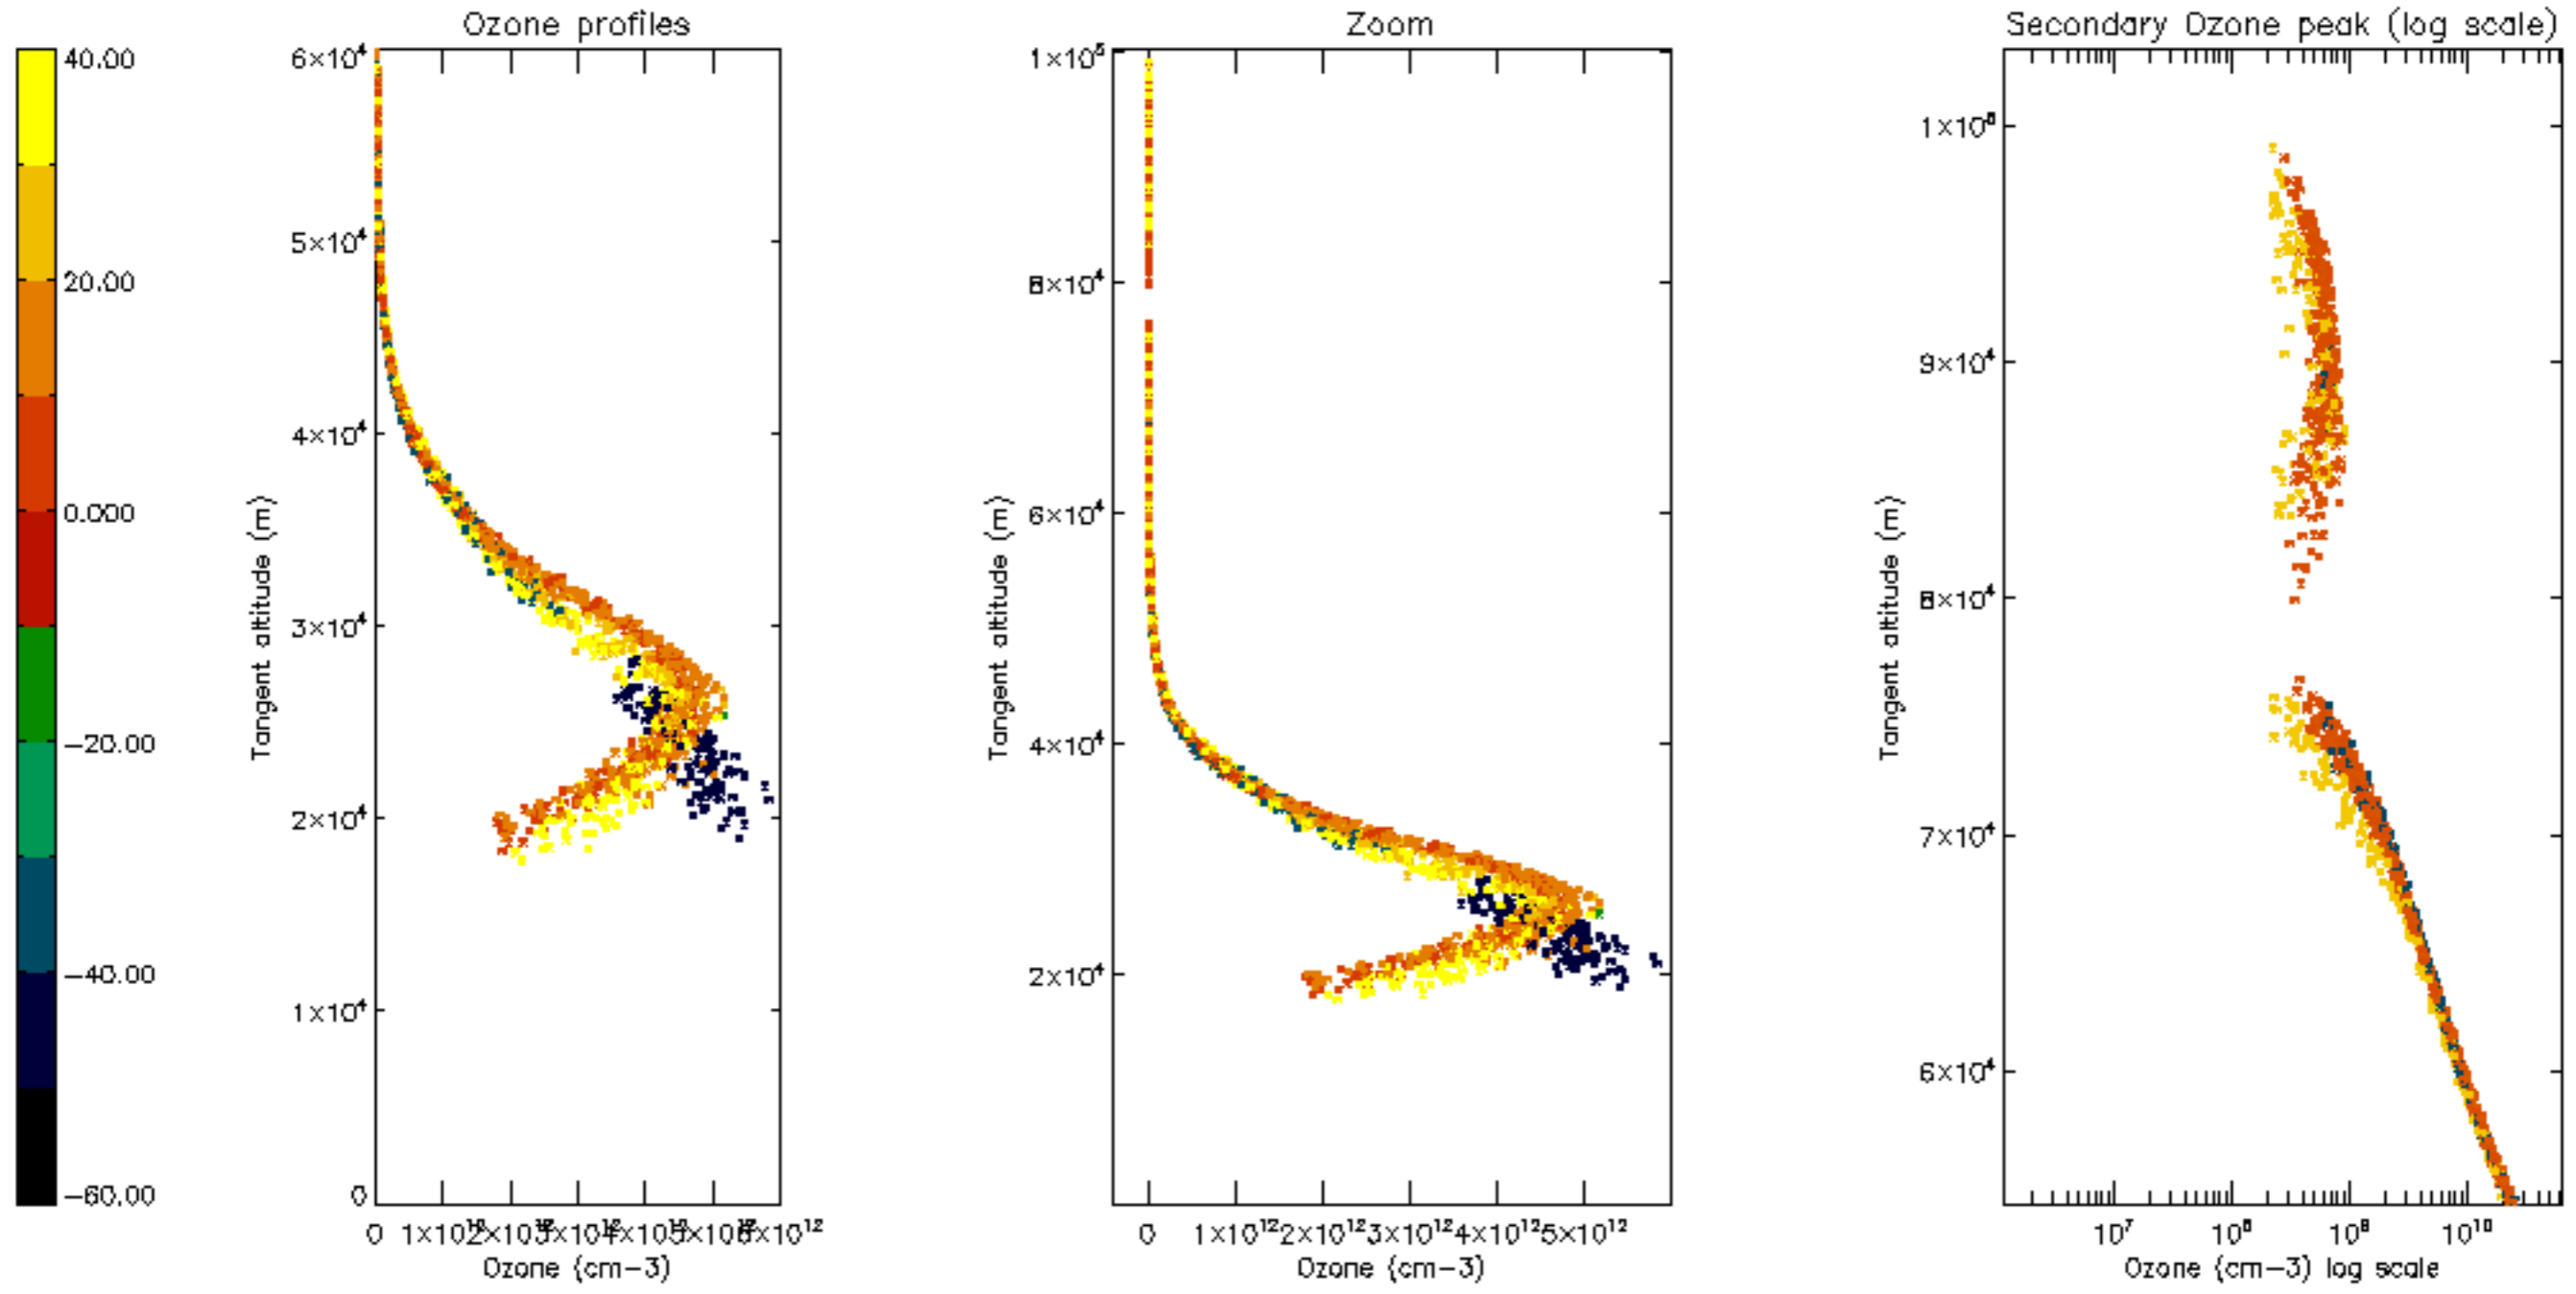 Ozone profiles
Zoom
Secondary Ozone peak (log scale)
40.00
20.00
0.000
−20.00
−40.00
−60.00
6×10⁴
5×10⁴
4×10⁴
3×10⁴
2×10⁴
1×10⁴
0
Tangent altitude (m)
0
Ozone (cm−3)
1×10⁵
8×10⁴
6×10⁴
4×10⁴
2×10⁴
Tangent altitude (m)
0 1×10¹² 2×10¹² 3×10¹² 4×10¹² 5×10¹²
Ozone (cm−3)
1×10⁵
9×10⁴
8×10⁴
7×10⁴
6×10⁴
Tangent altitude (m)
10⁷ 10⁸ 10⁹ 10¹⁰
Ozone (cm−3) log scale